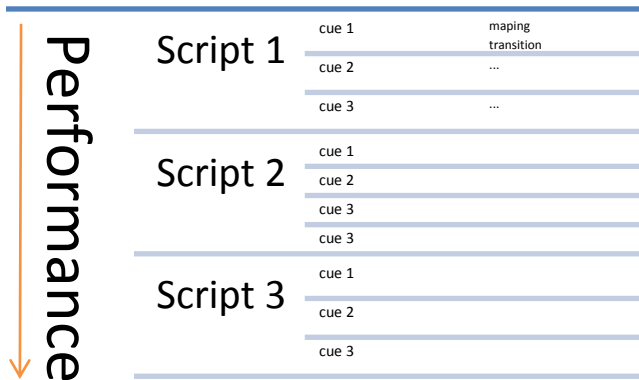 Performance
Script 1
cue 1
maping
transition
cue 2
...
cue 3
...
Script 2
cue 1
cue 2
cue 3
cue 3
Script 3
cue 1
cue 2
cue 3